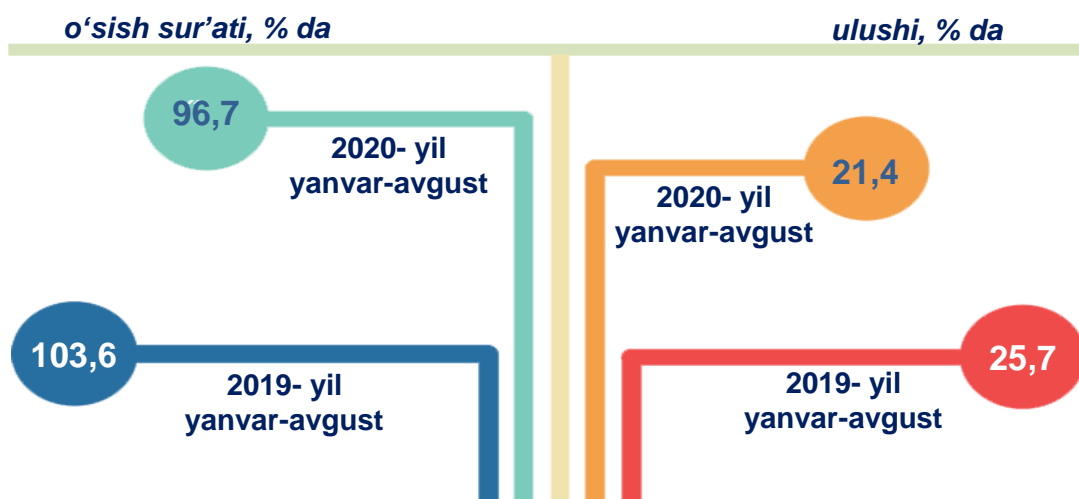 o‘sish sur’ati, % da
ulushi, % da
96,7
2020- yil
yanvar-avgust
21,4
2020- yil
yanvar-avgust
103,6
2019- yil
yanvar-avgust
25,7
2019- yil
yanvar-avgust